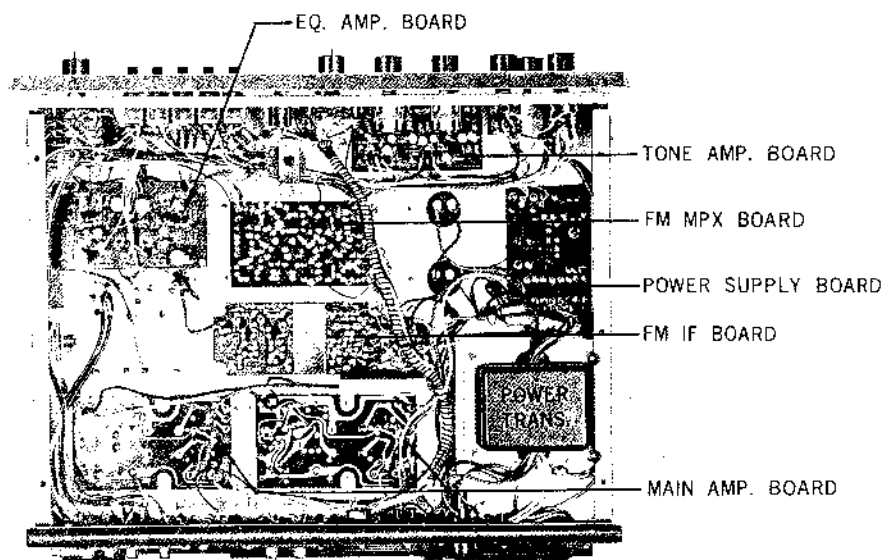 EQ. AMP. BOARD
TONE AMP. BOARD
FM MPX BOARD
POWER SUPPLY BOARD
FM IF BOARD
POWER
TRANS.
MAIN AMP. BOARD